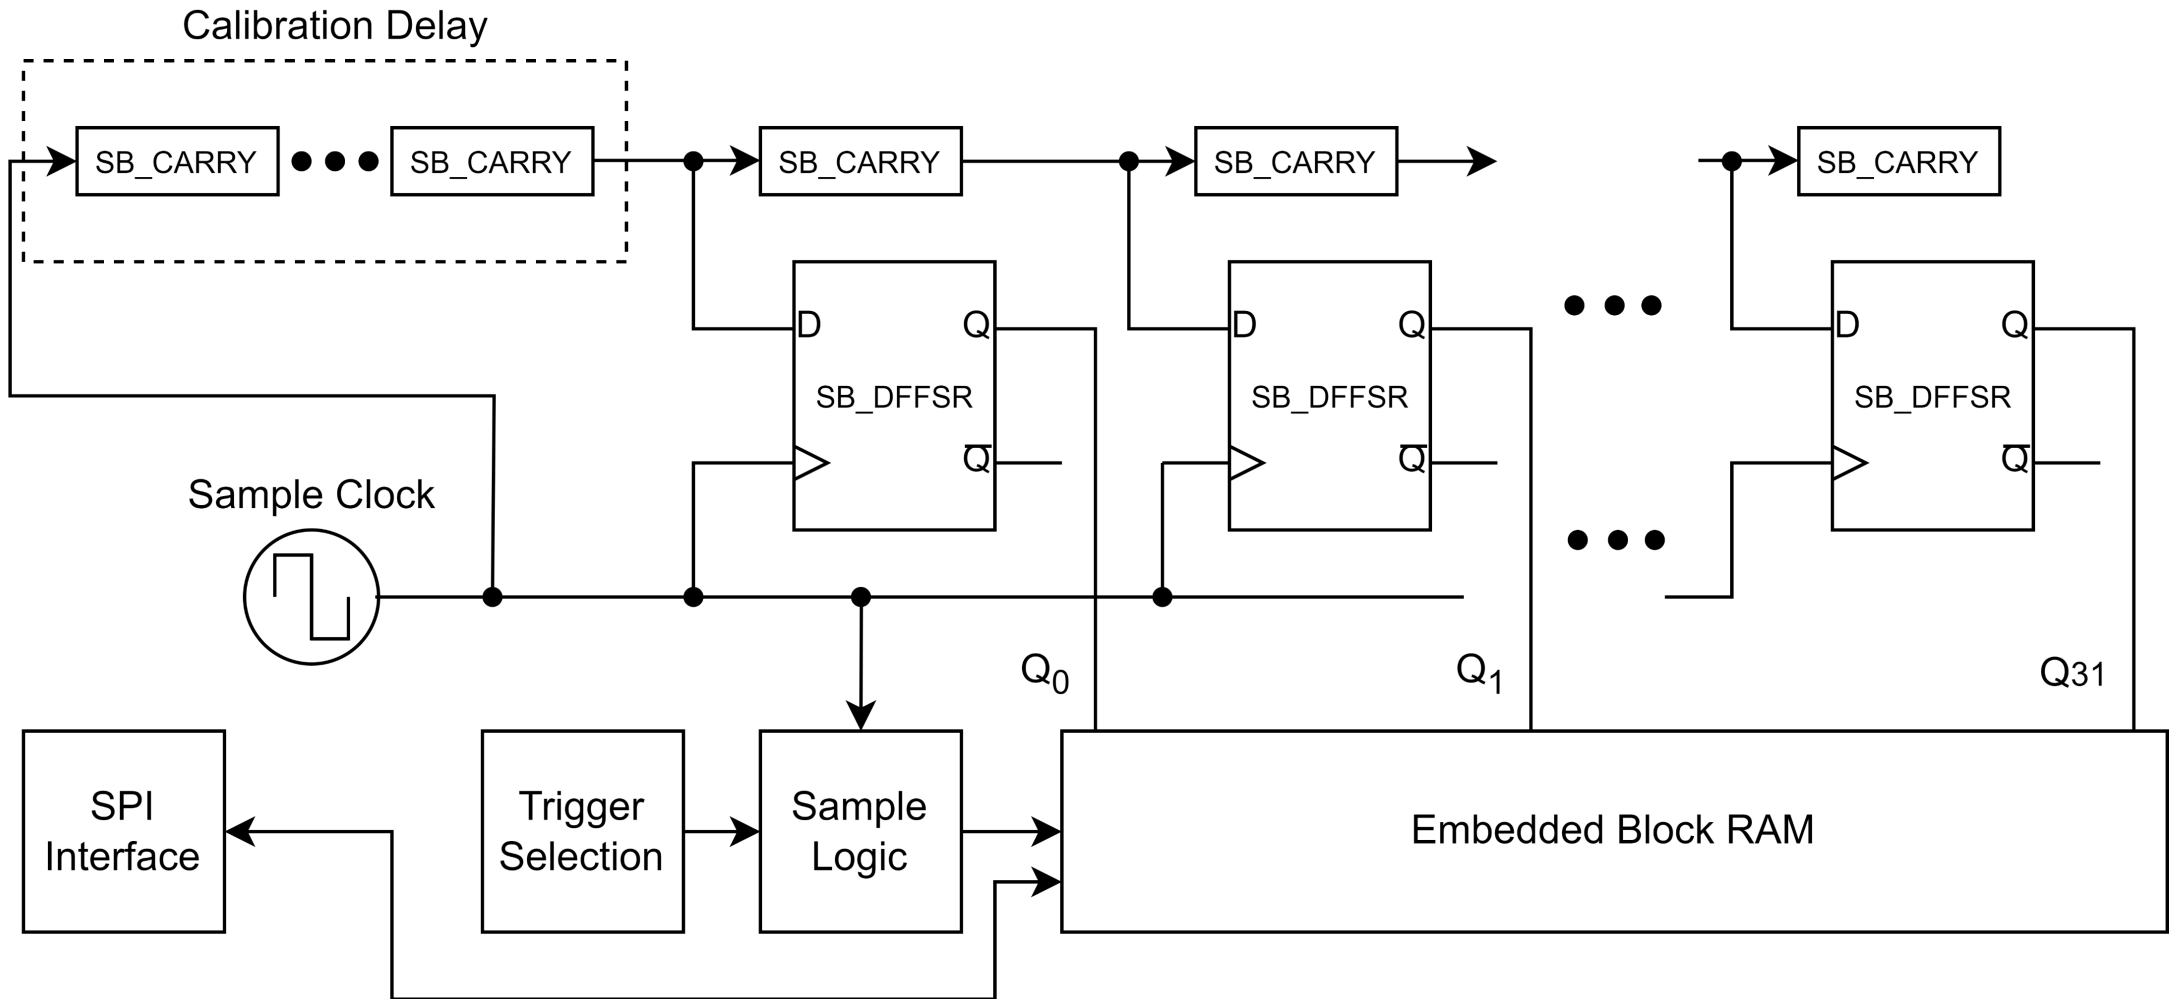 Calibration Delay
SB_CARRY
SB_CARRY
SB_CARRY
SB_CARRY
SB_CARRY
D
Q
SB_DFFSR
Q̅
D
Q
SB_DFFSR
Q̅
D
Q
SB_DFFSR
Q̅
Sample Clock
Q₀
Q₁
Q31
SPI
Interface
Trigger
Selection
Sample
Logic
Embedded Block RAM